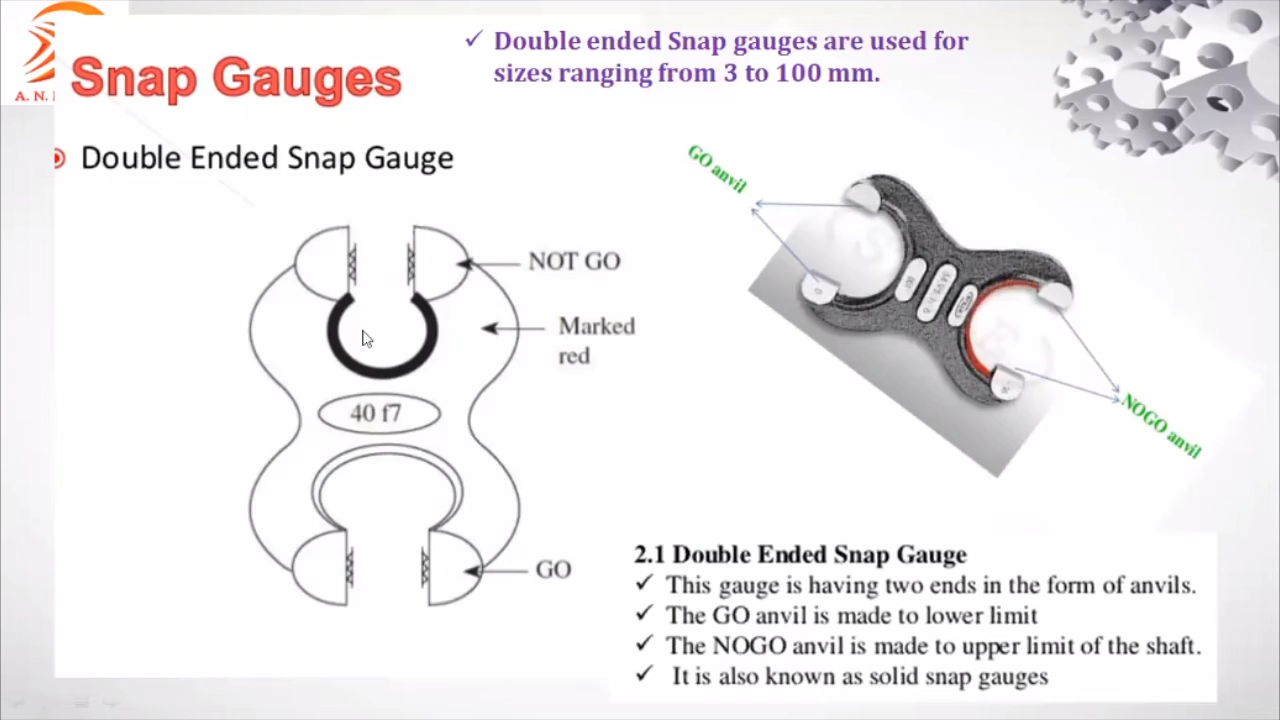 A. N.
Snap Gauges
✓ Double ended Snap gauges are used for
sizes ranging from 3 to 100 mm.
Double Ended Snap Gauge
NOT GO
Marked
red
40 f7
GO
GO anvil
NOGO anvil
2.1 Double Ended Snap Gauge
✓ This gauge is having two ends in the form of anvils.
✓ The GO anvil is made to lower limit
✓ The NOGO anvil is made to upper limit of the shaft.
✓ It is also known as solid snap gauges